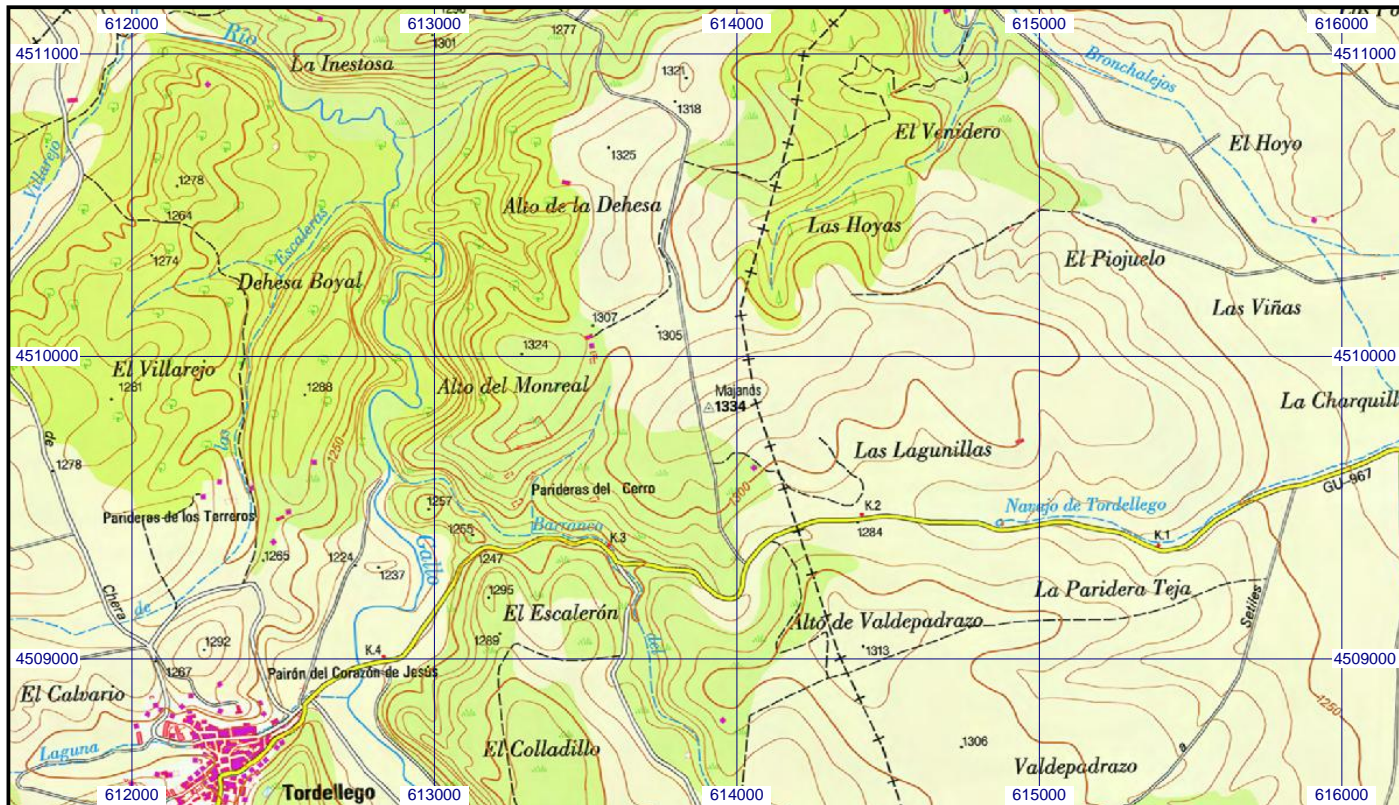 612000
613000
614000
615000
616000
4511000
4511000
Río
La Inestosa
1301
1277
1321
1318
Bronchalejos
El Venidero
El Hoyo
1325
Villarejo
1278
1264
1274
Escaleras
Alto de la Dehesa
Las Hoyas
El Piojuelo
Dehesa Boyal
Las Viñas
1307
1305
1324
4510000
4510000
El Villarejo
1281
1288
Alto del Monreal
Majanos
1334
La Charquill
de
las
1250
1278
Las Lagunillas
GU-967
Parideras del Cerro
1300
Parideras de los Terreros
1257
1255
Barranco
K.3
K.2
1284
Navajo de Tordellego
K.1
1265
1224
1237
Gallo
1247
1295
El Escalerón
Chera
de
La Paridera Teja
Setiles
1292
1289
del
Alto de Valdepadrazo
1313
4509000
4509000
K.4
1267
Pairón del Corazón de Jesús
El Calvario
1250
Laguna
El Colladillo
1306
a
Valdepadrazo
Tordellego
612000
613000
614000
615000
616000